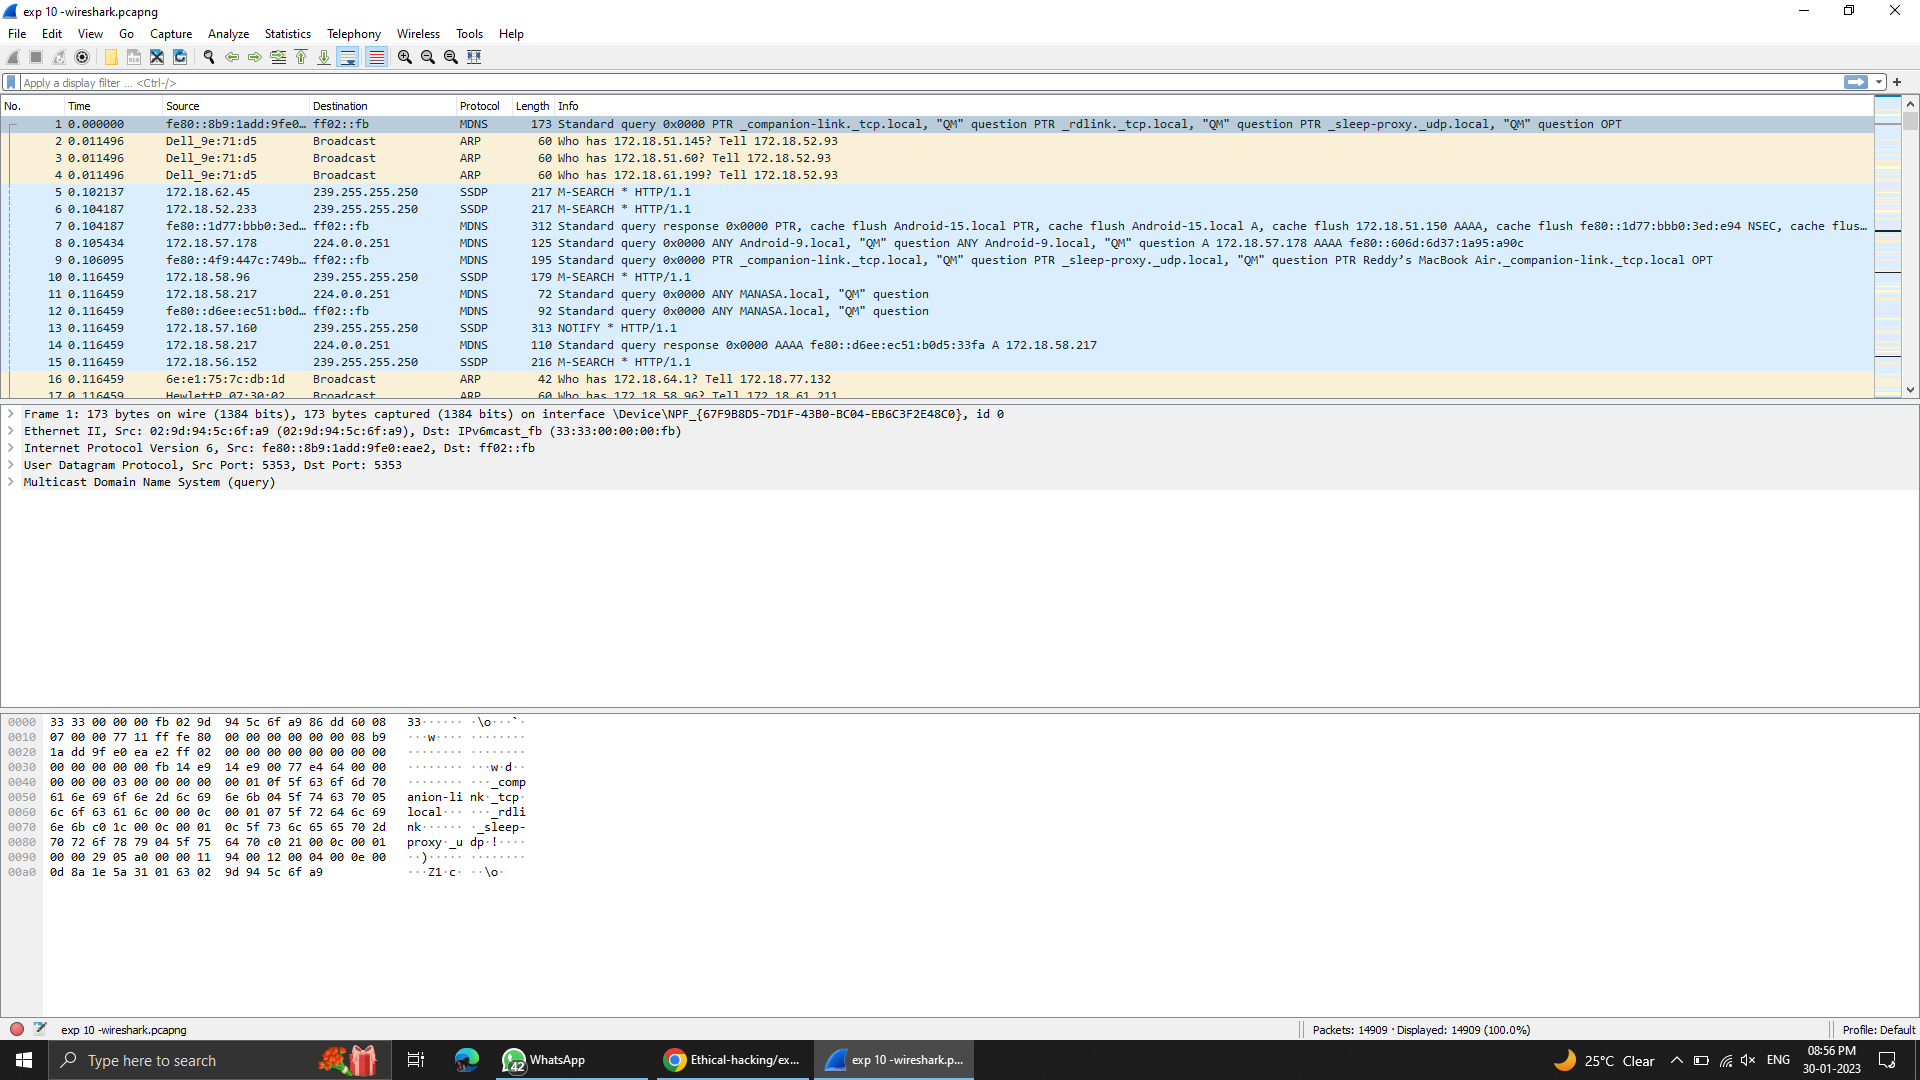 exp 10 -wireshark.pcapng
File Edit View Go Capture Analyze Statistics Telephony Wireless Tools Help
Apply a display filter ... <Ctrl-/>
No. Time Source Destination Protocol Length Info
1 0.000000 fe80::8b9:1add:9fe0… ff02::fb MDNS 173 Standard query 0x0000 PTR _companion-link._tcp.local, "QM" question PTR _rdlink._tcp.local, "QM" question PTR _sleep-proxy._udp.local, "QM" question OPT
2 0.011496 Dell_9e:71:d5 Broadcast ARP 60 Who has 172.18.51.145? Tell 172.18.52.93
3 0.011496 Dell_9e:71:d5 Broadcast ARP 60 Who has 172.18.51.60? Tell 172.18.52.93
4 0.011496 Dell_9e:71:d5 Broadcast ARP 60 Who has 172.18.61.199? Tell 172.18.52.93
5 0.102137 172.18.62.45 239.255.255.250 SSDP 217 M-SEARCH * HTTP/1.1
6 0.104187 172.18.52.233 239.255.255.250 SSDP 217 M-SEARCH * HTTP/1.1
7 0.104187 fe80::1d77:bbb0:3ed… ff02::fb MDNS 312 Standard query response 0x0000 PTR, cache flush Android-15.local PTR, cache flush Android-15.local A, cache flush 172.18.51.150 AAAA, cache flush fe80::1d77:bbb0:3ed:e94 NSEC, cache flus…
8 0.105434 172.18.57.178 224.0.0.251 MDNS 125 Standard query 0x0000 ANY Android-9.local, "QM" question ANY Android-9.local, "QM" question A 172.18.57.178 AAAA fe80::606d:6d37:1a95:a90c
9 0.106095 fe80::4f9:447c:749b… ff02::fb MDNS 195 Standard query 0x0000 PTR _companion-link._tcp.local, "QM" question PTR _sleep-proxy._udp.local, "QM" question PTR Reddy’s MacBook Air._companion-link._tcp.local OPT
10 0.116459 172.18.58.96 239.255.255.250 SSDP 179 M-SEARCH * HTTP/1.1
11 0.116459 172.18.58.217 224.0.0.251 MDNS 72 Standard query 0x0000 ANY MANASA.local, "QM" question
12 0.116459 fe80::d6ee:ec51:b0d… ff02::fb MDNS 92 Standard query 0x0000 ANY MANASA.local, "QM" question
13 0.116459 172.18.57.160 239.255.255.250 SSDP 313 NOTIFY * HTTP/1.1
14 0.116459 172.18.58.217 224.0.0.251 MDNS 110 Standard query response 0x0000 AAAA fe80::d6ee:ec51:b0d5:33fa A 172.18.58.217
15 0.116459 172.18.56.152 239.255.255.250 SSDP 216 M-SEARCH * HTTP/1.1
16 0.116459 6e:e1:75:7c:db:1d Broadcast ARP 42 Who has 172.18.64.1? Tell 172.18.77.132
17 0.116459 HewlettP_07:30:02 Broadcast ARP 60 Who has 172.18.58.96? Tell 172.18.61.211
Frame 1: 173 bytes on wire (1384 bits), 173 bytes captured (1384 bits) on interface \Device\NPF_{67F9B8D5-7D1F-43B0-BC04-EB6C3F2E48C0}, id 0
Ethernet II, Src: 02:9d:94:5c:6f:a9 (02:9d:94:5c:6f:a9), Dst: IPv6mcast_fb (33:33:00:00:00:fb)
Internet Protocol Version 6, Src: fe80::8b9:1add:9fe0:eae2, Dst: ff02::fb
User Datagram Protocol, Src Port: 5353, Dst Port: 5353
Multicast Domain Name System (query)
0000 33 33 00 00 00 fb 02 9d 94 5c 6f a9 86 dd 60 08 33······ ·\o···`·
0010 07 00 00 77 11 ff fe 80 00 00 00 00 00 00 08 b9 ···w···· ········
0020 1a dd 9f e0 ea e2 ff 02 00 00 00 00 00 00 00 00 ········ ········
0030 00 00 00 00 00 fb 14 e9 14 e9 00 77 e4 64 00 00 ········ ···w·d··
0040 00 00 00 03 00 00 00 00 00 01 0f 5f 63 6f 6d 70 ········ ···_comp
0050 61 6e 69 6f 6e 2d 6c 69 6e 6b 04 5f 74 63 70 05 anion-li nk·_tcp·
0060 6c 6f 63 61 6c 00 00 0c 00 01 07 5f 72 64 6c 69 local··· ···_rdli
0070 6e 6b c0 1c 00 0c 00 01 0c 5f 73 6c 65 65 70 2d nk······ ·_sleep-
0080 70 72 6f 78 79 04 5f 75 64 70 c0 21 00 0c 00 01 proxy·_u dp·!····
0090 00 00 29 05 a0 00 00 11 94 00 12 00 04 00 0e 00 ··)····· ········
00a0 0d 8a 1e 5a 31 01 63 02 9d 94 5c 6f a9 ···Z1·c· ··\o·
exp 10 -wireshark.pcapng Packets: 14909 · Displayed: 14909 (100.0%) Profile: Default
Type here to search 42 WhatsApp Ethical-hacking/ex... exp 10 -wireshark.p... 25°C Clear ENG 08:56 PM
30-01-2023